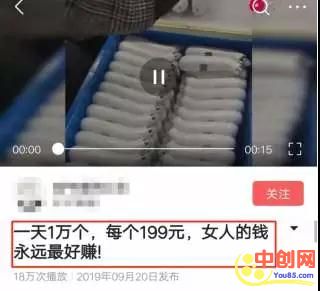 00:00
00:15
关注
一天1万个，每个199元，女人的钱
永远最好赚!
18万次播放 | 2019年09月20日发布
中创网
You85.com